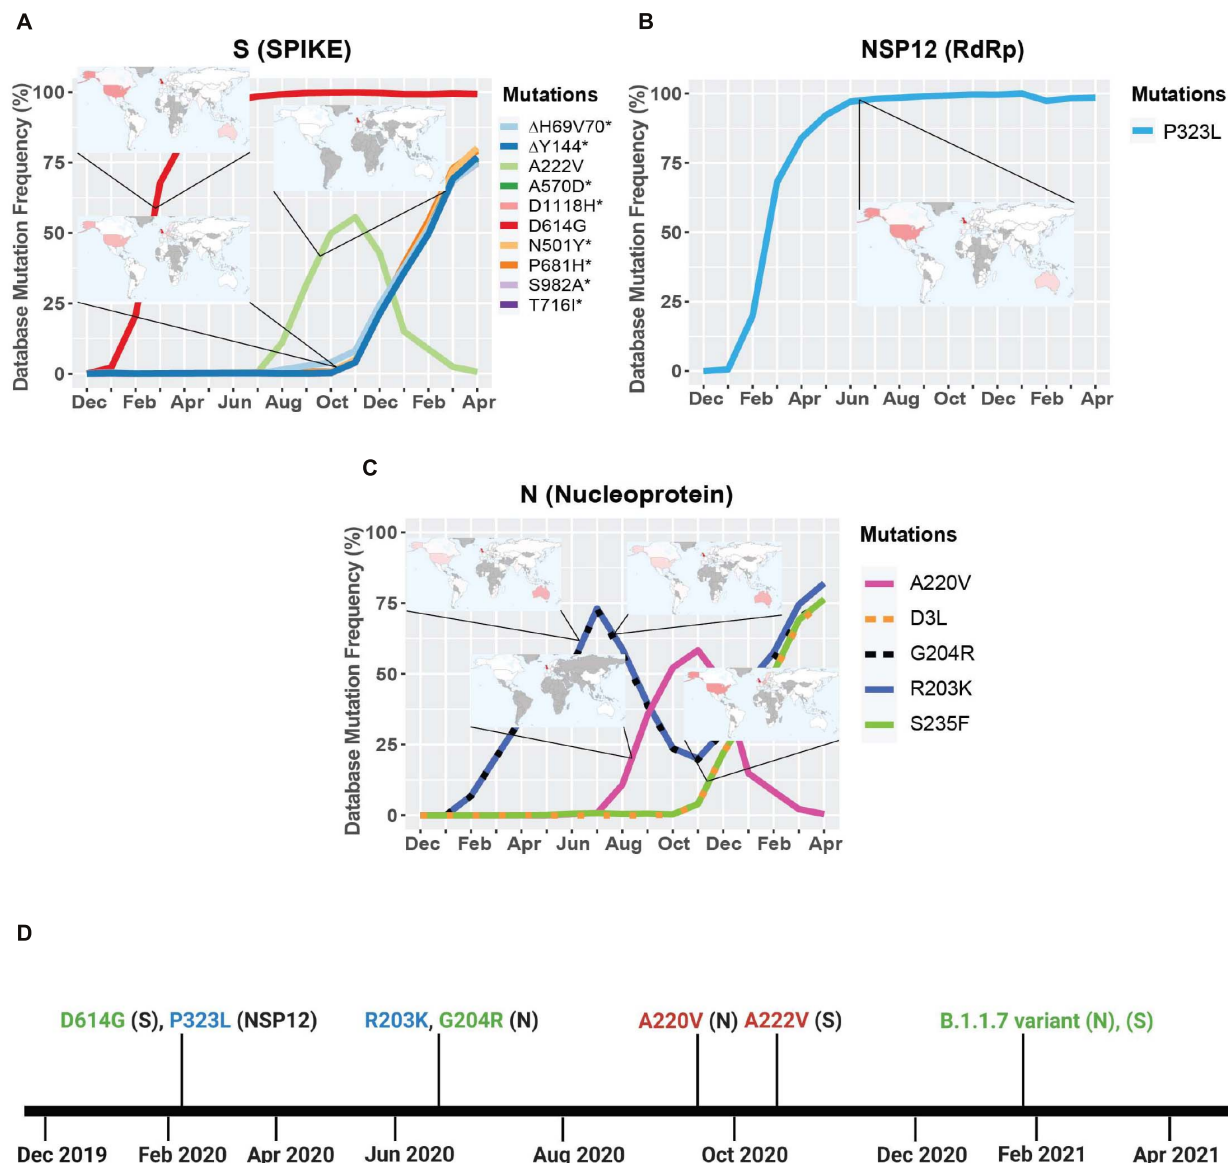 A
S (SPIKE)
Database Mutation Frequency (%)
100
75
50
25
0
Dec Feb Apr Jun Aug Oct Dec Feb Apr
Mutations
ΔH69V70*
ΔY144*
A222V
A570D*
D1118H*
D614G
N501Y*
P681H*
S982A*
T716I*
B
NSP12 (RdRp)
Database Mutation Frequency (%)
100
75
50
25
0
Dec Feb Apr Jun Aug Oct Dec Feb Apr
Mutations
P323L
C
N (Nucleoprotein)
Database Mutation Frequency (%)
100
75
50
25
0
Dec Feb Apr Jun Aug Oct Dec Feb Apr
Mutations
A220V
D3L
G204R
R203K
S235F
D
D614G (S), P323L (NSP12) R203K, G204R (N) A220V (N) A222V (S) B.1.1.7 variant (N), (S)
Dec 2019 Feb 2020 Apr 2020 Jun 2020 Aug 2020 Oct 2020 Dec 2020 Feb 2021 Apr 2021